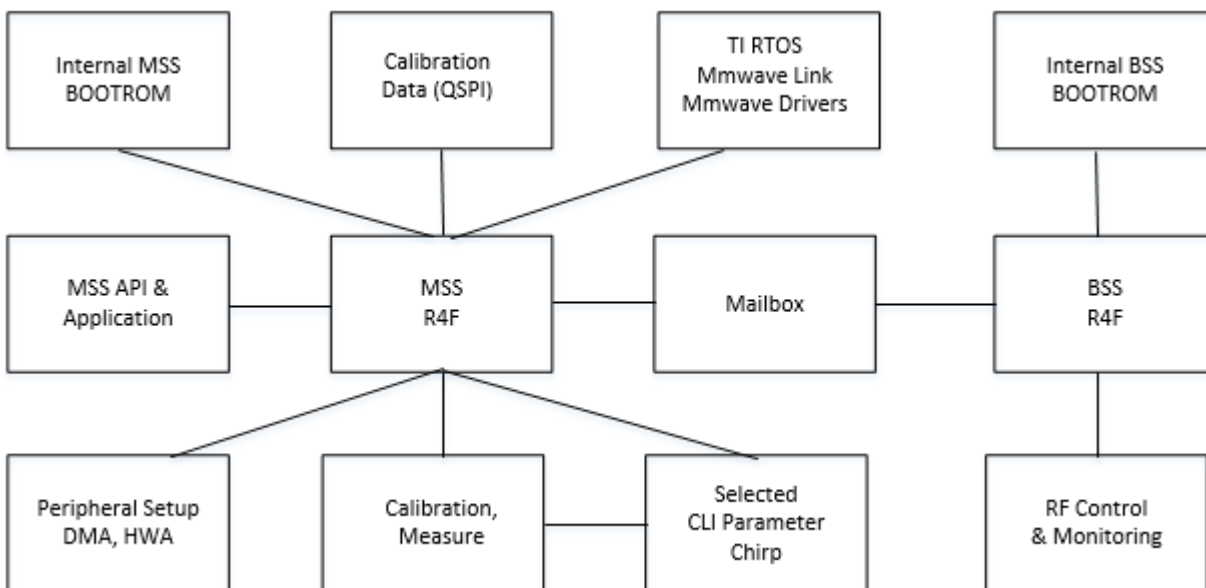 Internal MSS
BOOTROM
Calibration
Data (QSPI)
TI RTOS
Mmwave Link
Mmwave Drivers
Internal BSS
BOOTROM
MSS API &
Application
MSS
R4F
Mailbox
BSS
R4F
Peripheral Setup
DMA, HWA
Calibration,
Measure
Selected
CLI Parameter
Chirp
RF Control
& Monitoring